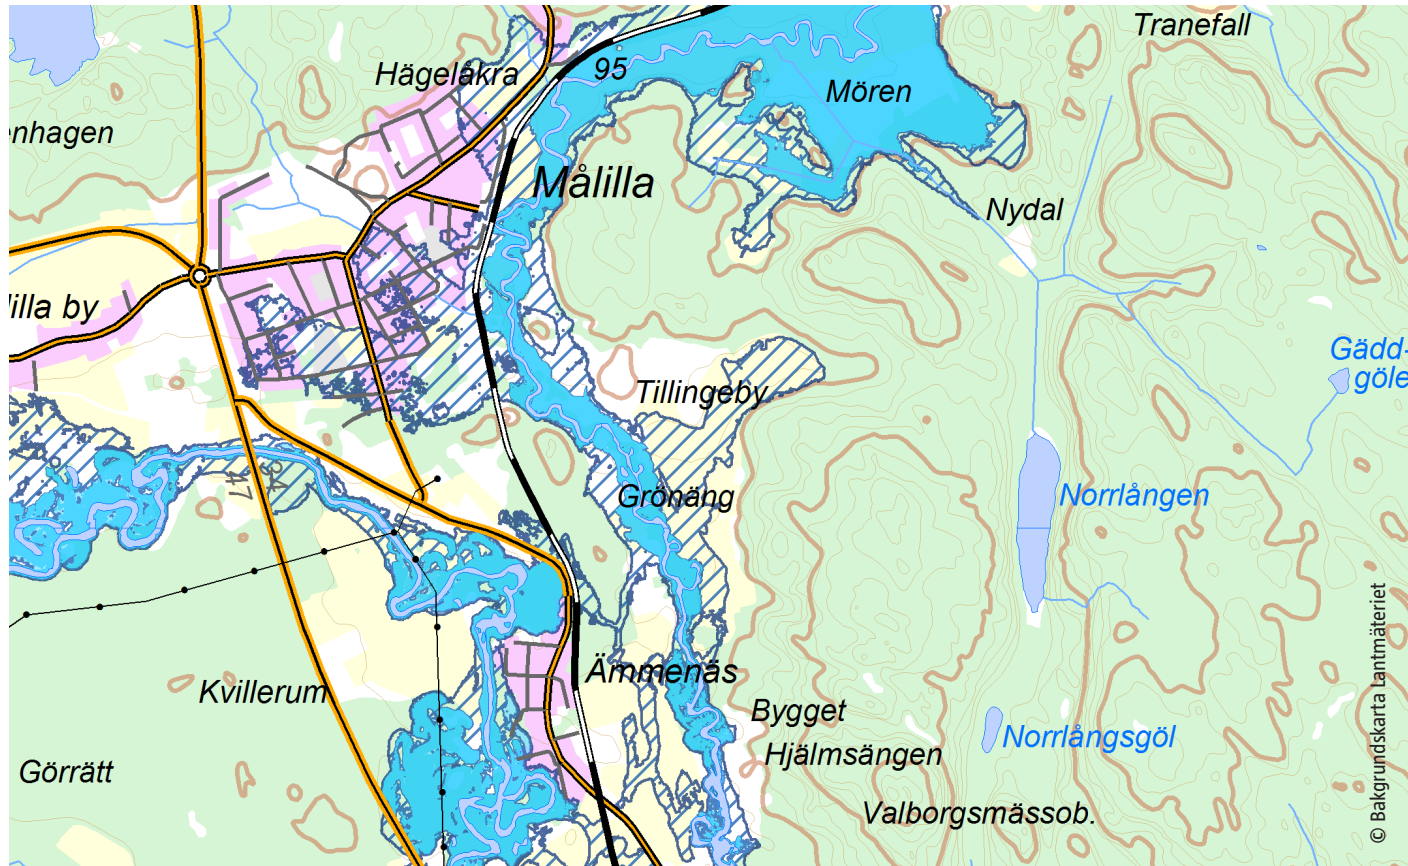 Tranefall
Hägelåkra
95
Mören
enhagen
Målilla
Nydal
lilla by
Gädd-
göle
Tillingeby
34
47
Grönäng
Norrlången
Ämmenäs
Kvillerum
Bygget
Norrlångsgöl
Hjälmsängen
Görrätt
Valborgsmässob.
© Bakgrundskarta Lantmäteriet